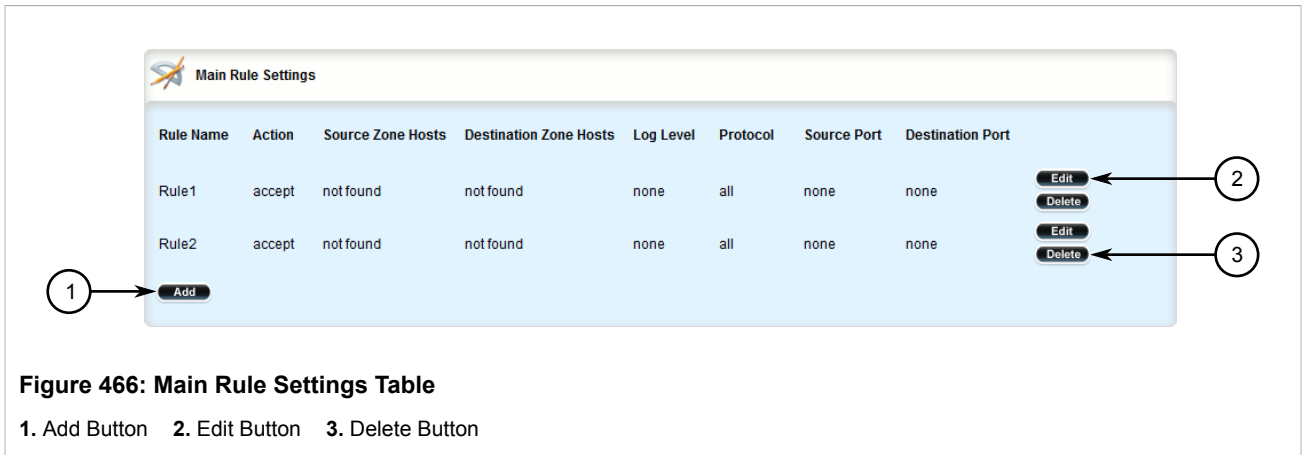 Main Rule Settings
Rule Name Action Source Zone Hosts Destination Zone Hosts Log Level Protocol Source Port Destination Port
Rule1 accept not found not found none all none none Edit 2
Delete
Rule2 accept not found not found none all none none Edit
Delete 3
1 Add
Figure 466: Main Rule Settings Table
1. Add Button 2. Edit Button 3. Delete Button